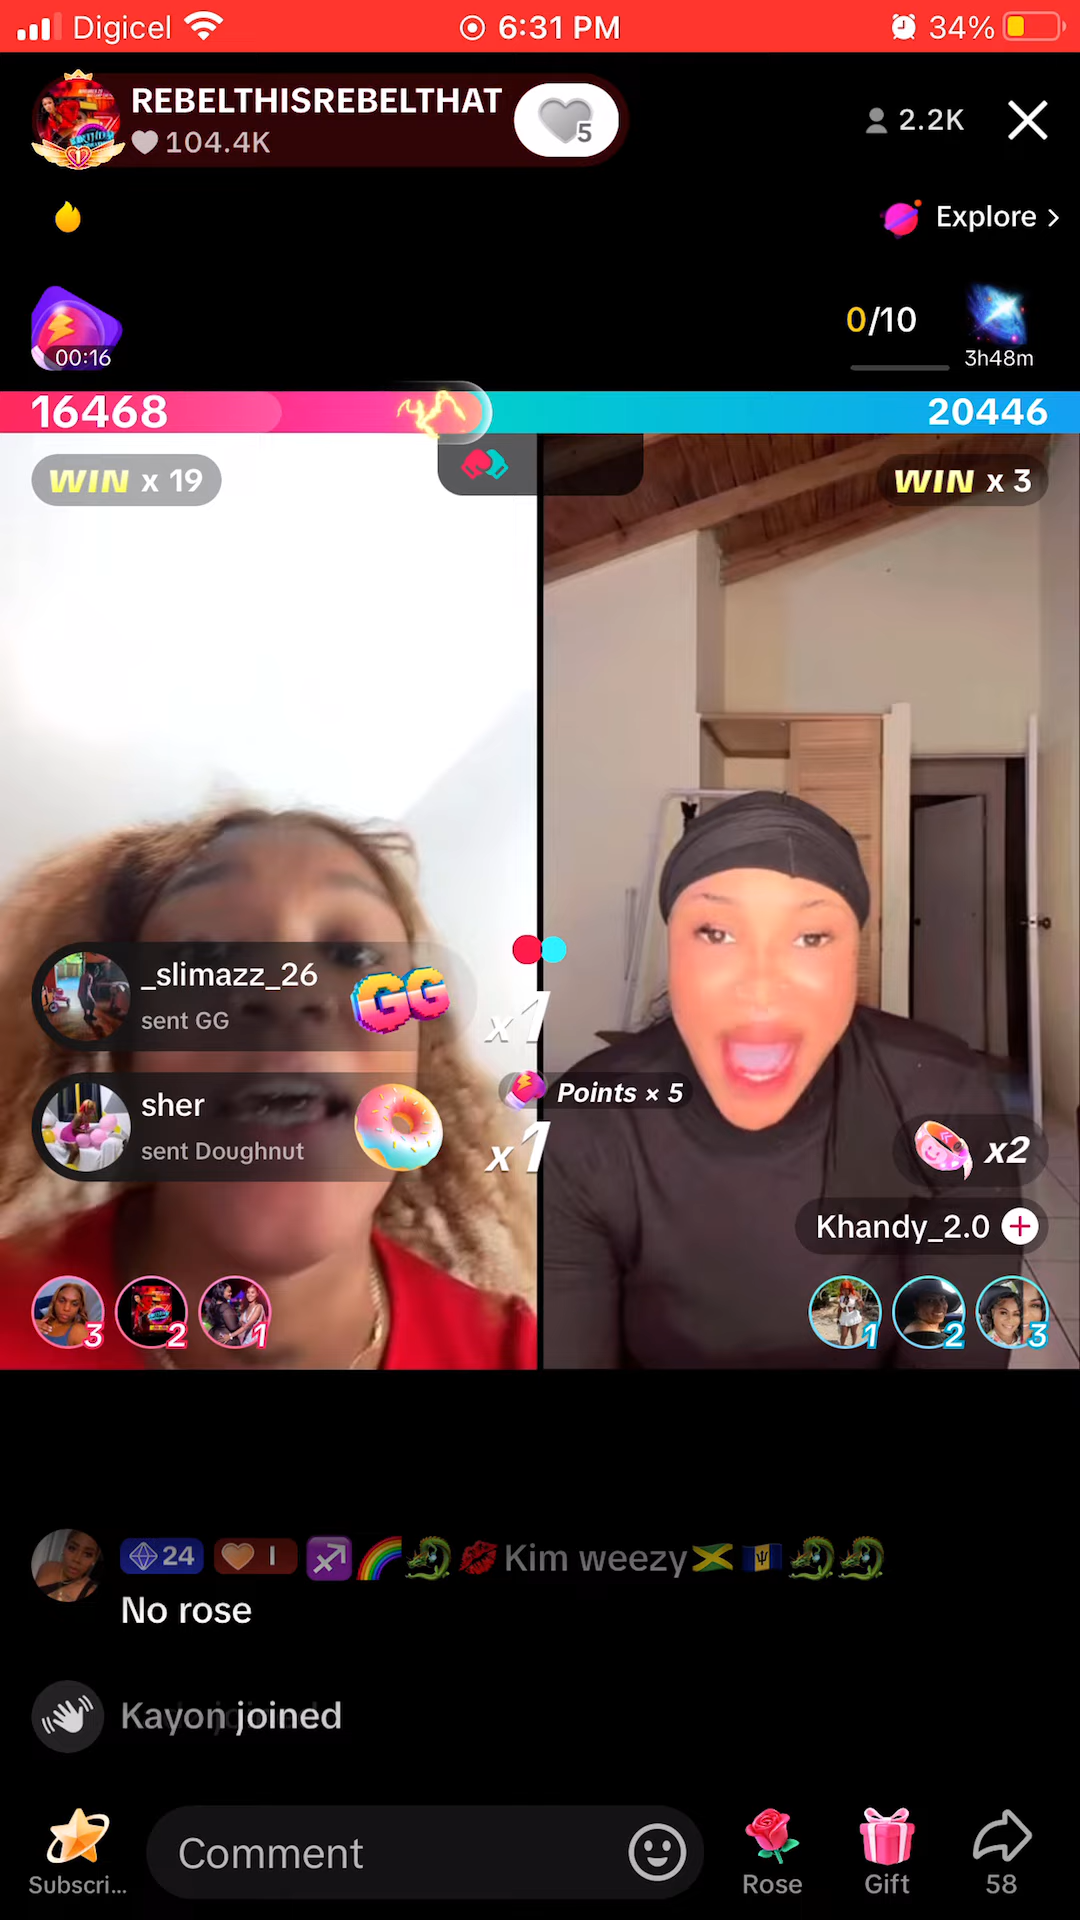 Digicel 6:31 PM 34%
REBELTHISREBELTHAT
104.4K
5
2.2K
Explore >
00:16
0/10
3h48m
16468
20446
WIN x 19
WIN x 3
_slimazz_26
sent GG
GG
x1
Points × 5
sher
sent Doughnut
x1
x2
Khandy_2.0
3
2
1
1
2
3
24
I
Kim weezy
No rose
Kayon joined
Subscri...
Comment
Rose
Gift
58